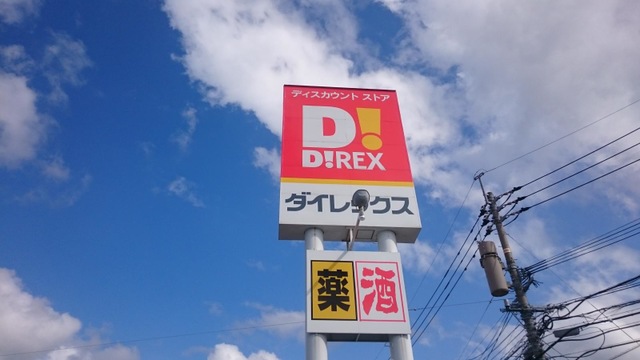 ディスカウント ストア
D!
D!REX
ダイレックス
薬 酒